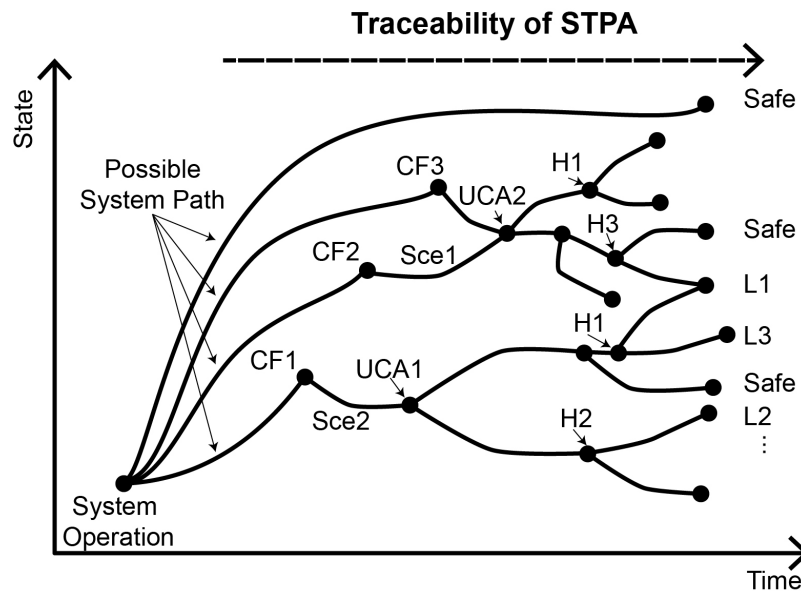 Traceability of STPA
State
Safe
Possible
System Path
H1
CF3
UCA2
H3
Safe
CF2
Sce1
L1
H1
L3
CF1
UCA1
Safe
Sce2
H2
L2
⋮
System
Operation
Time